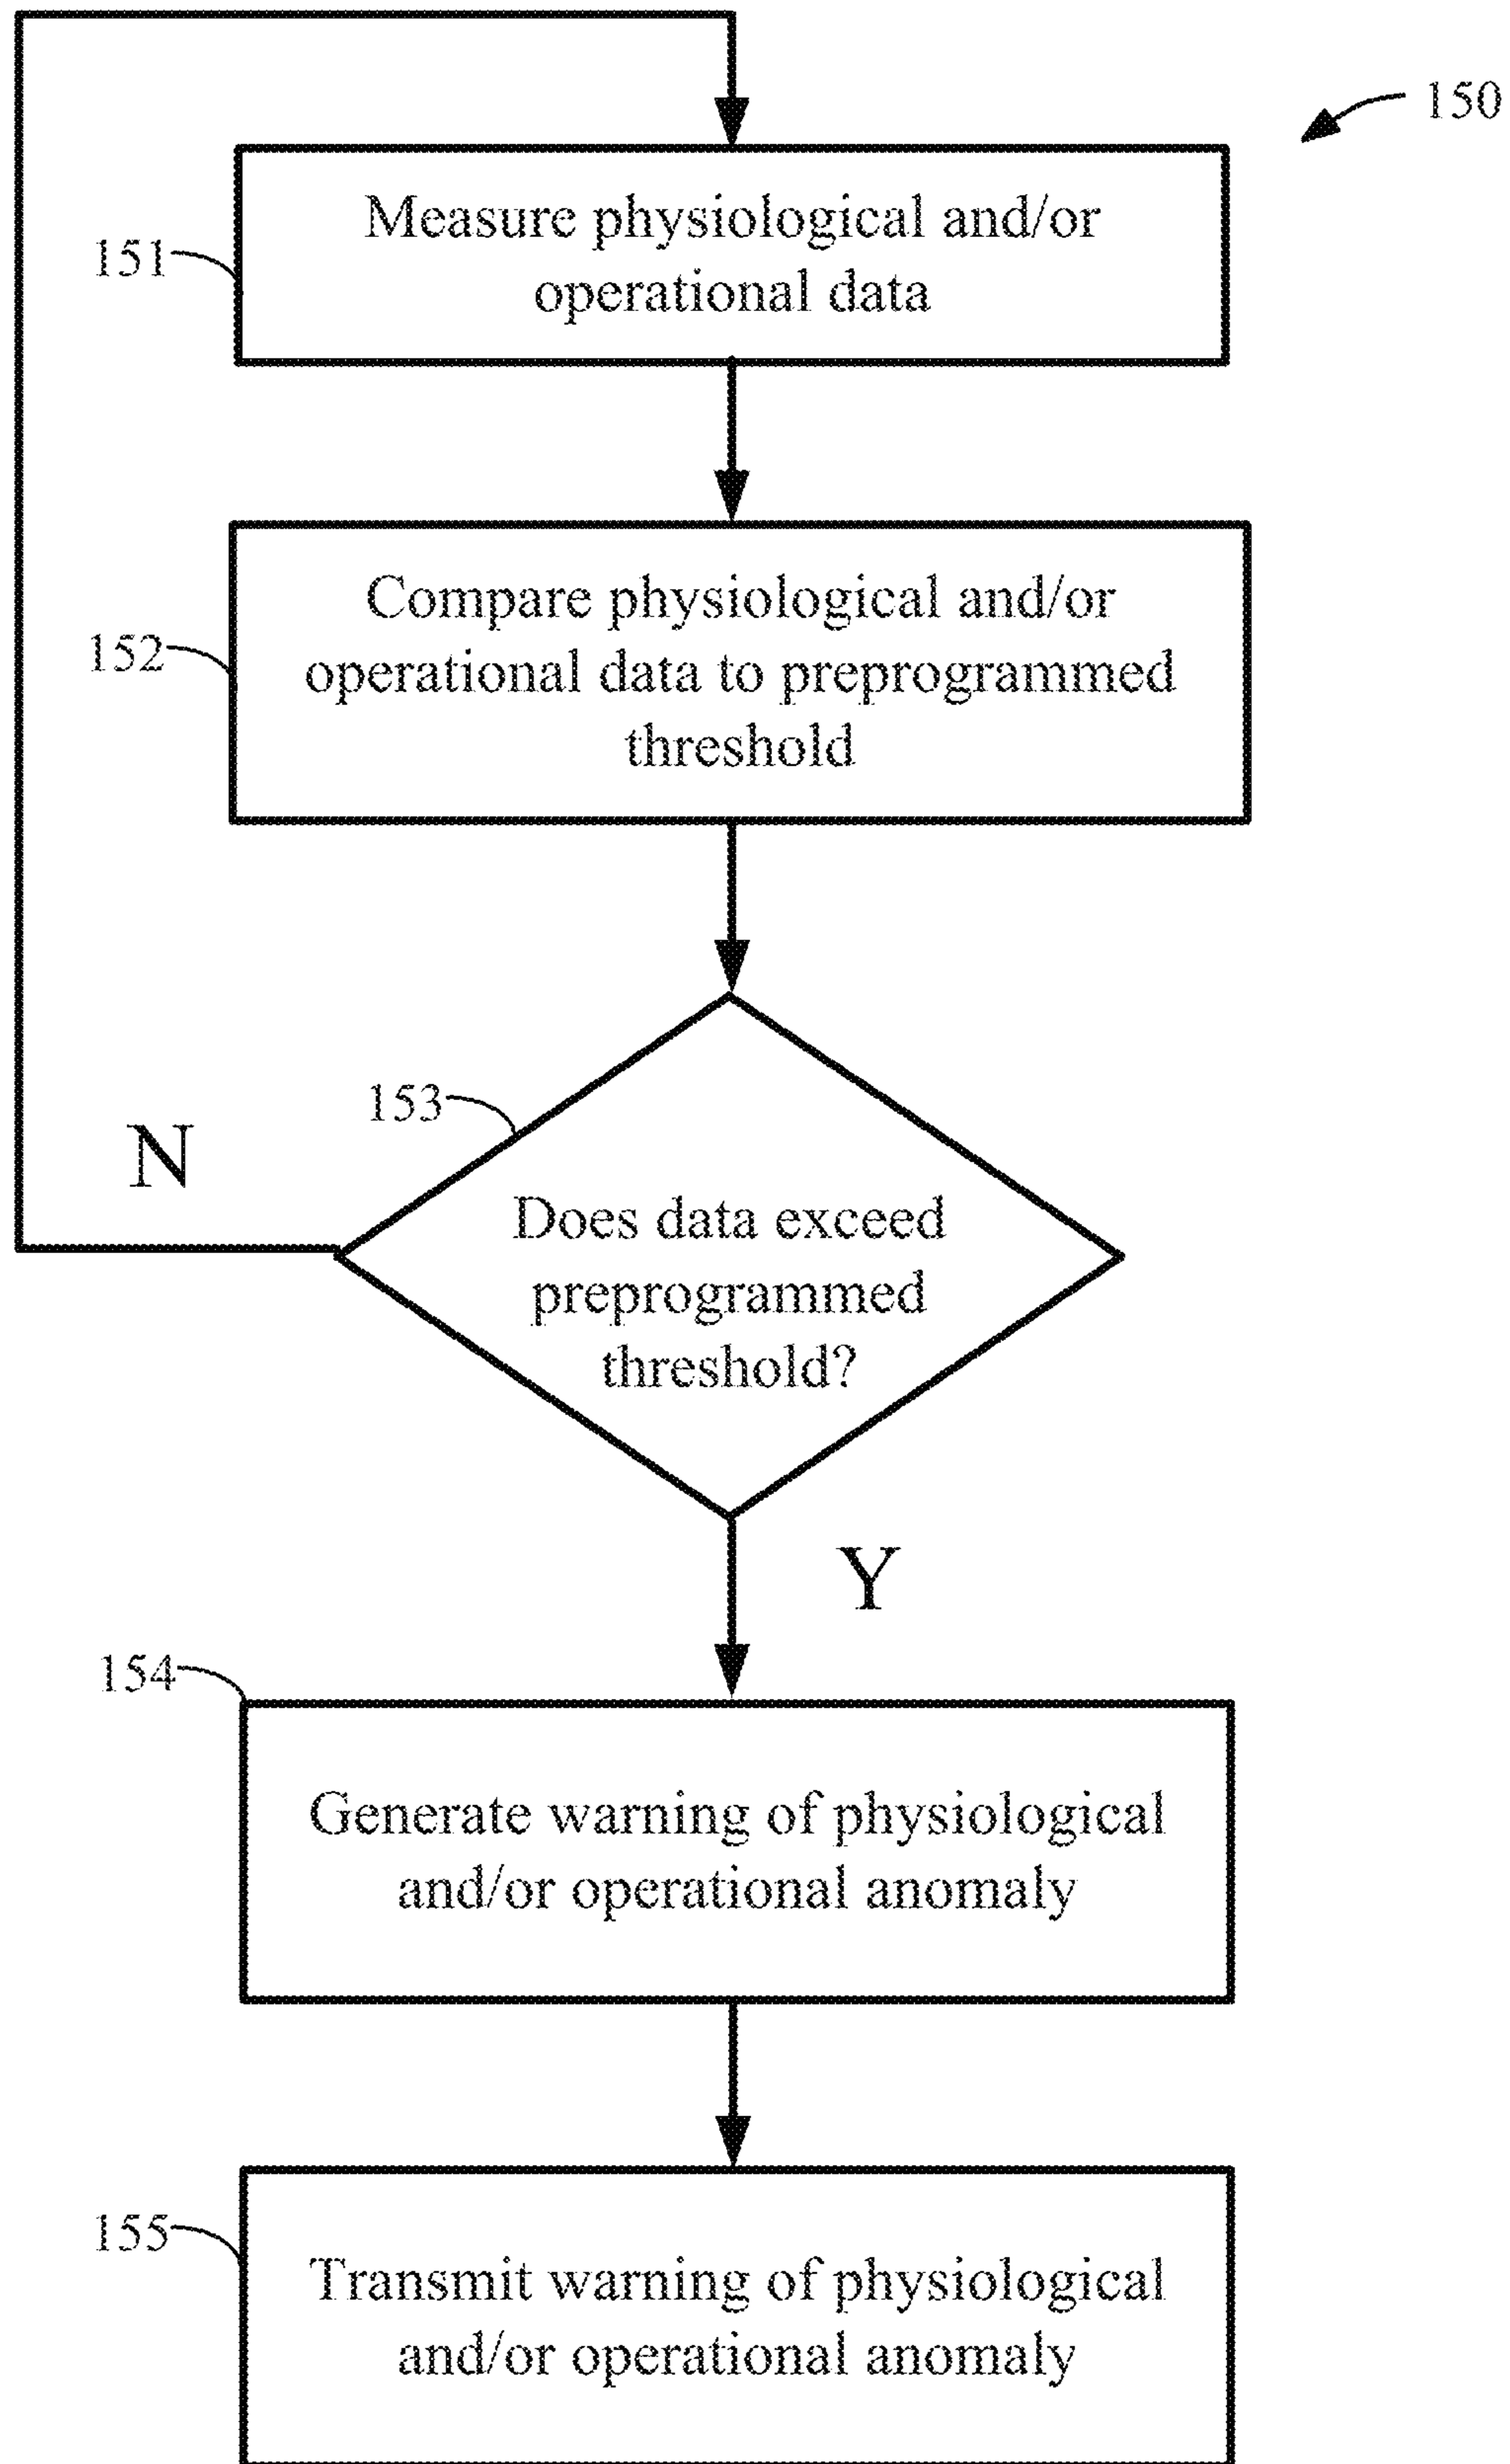 150
151
Measure physiological and/or
operational data
152
Compare physiological and/or
operational data to preprogrammed
threshold
153
N
Does data exceed
preprogrammed
threshold?
Y
154
Generate warning of physiological
and/or operational anomaly
155
Transmit warning of physiological
and/or operational anomaly